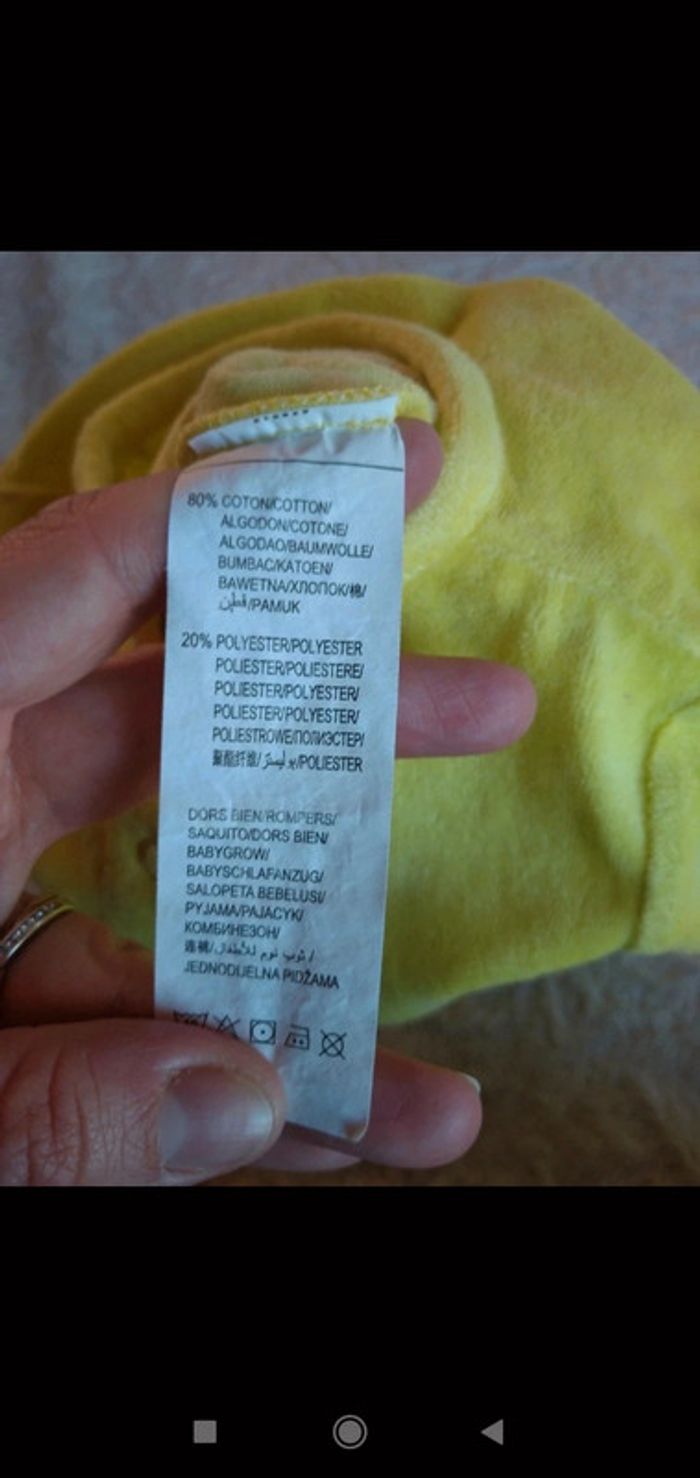 80% COTON/COTTON/
ALGODON/COTONE/
ALGODAO/BAUMWOLLE/
BUMBAC/KATOEN/
BAWETNA/ХЛОПОК/棉/
قطين/PAMUK
20% POLYESTER/POLYESTER
POLIESTER/POLIESTERE/
POLIESTER/POLYESTER/
POLIESTER/POLYESTER/
POLIESTROWE/ПОЛИЭСТЕР/
聚酯纤维/بوليستر/POLIESTER
DORS BIEN/ROMPERS/
SAQUITO/DORS BIEN/
BABYGROW/
BABYSCHLAFANZUG/
SALOPETA BEBELUSI/
PYJAMA/PAJACYK/
КОМБИНЕЗОН/
连裤/ثوب نوم للأطفال/
JEDNODIJELNA PIDŽAMA